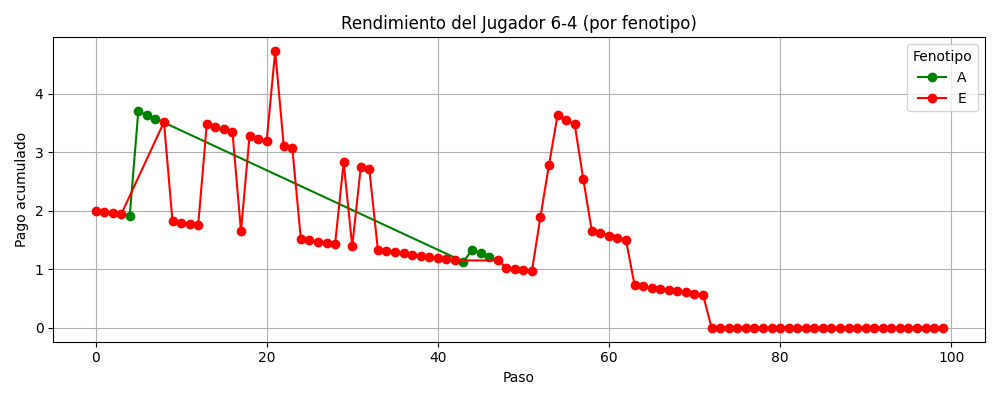 Rendimiento del Jugador 6-4 (por fenotipo)
Pago acumulado
4
3
2
1
0
0 20 40 60 80 100
Paso
Fenotipo
A
E